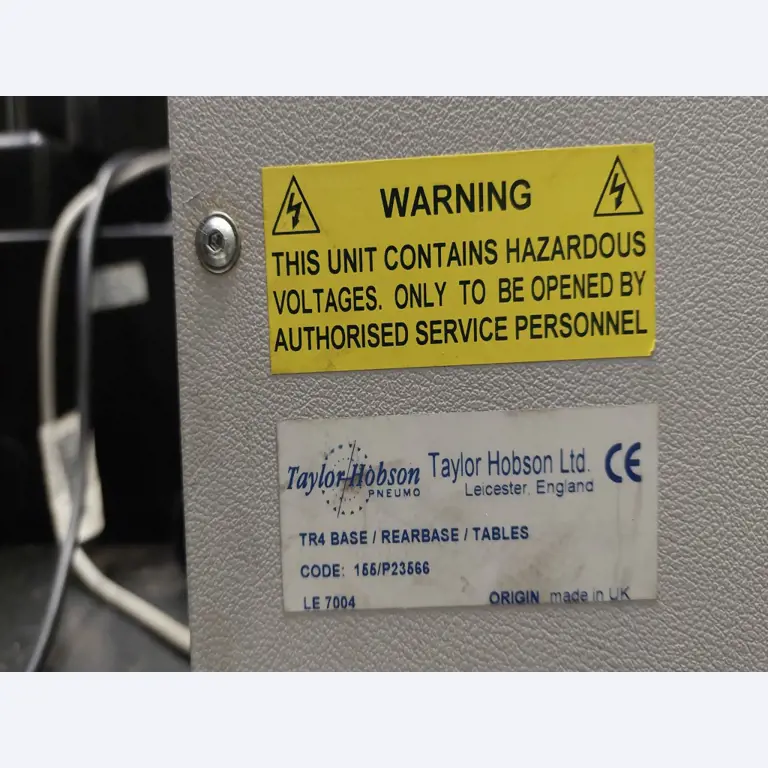 WARNING
THIS UNIT CONTAINS HAZARDOUS
VOLTAGES. ONLY TO BE OPENED BY
AUTHORISED SERVICE PERSONNEL
Taylor Hobson
PNEUMO
Taylor Hobson Ltd.
Leicester, England
CE
TR4 BASE / REARBASE / TABLES
CODE: 155/P23566
LE 7004
ORIGIN made in UK